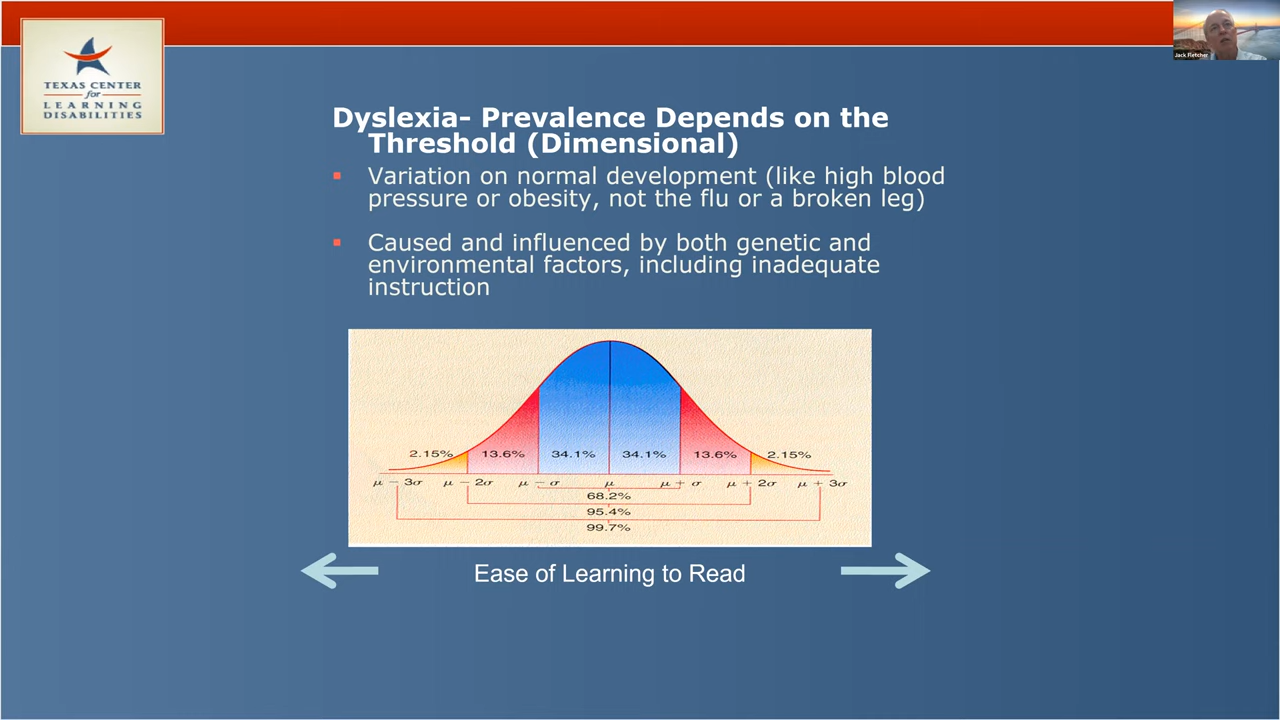 TEXAS CENTER
for
LEARNING
DISABILITIES
Jack Fletcher
Dyslexia- Prevalence Depends on the
Threshold (Dimensional)
Variation on normal development (like high blood
pressure or obesity, not the flu or a broken leg)
Caused and influenced by both genetic and
environmental factors, including inadequate
instruction
2.15% 13.6% 34.1% 34.1% 13.6% 2.15%
μ − 3σ μ − 2σ μ − σ μ μ + σ μ + 2σ μ + 3σ
68.2%
95.4%
99.7%
Ease of Learning to Read